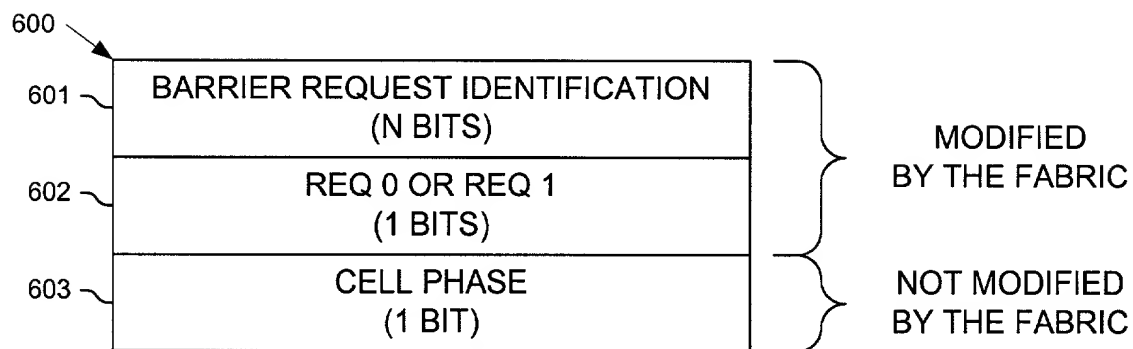 600
601
BARRIER REQUEST IDENTIFICATION
(N BITS)
602
REQ 0 OR REQ 1
(1 BITS)
603
CELL PHASE
(1 BIT)
MODIFIED
BY THE FABRIC
NOT MODIFIED
BY THE FABRIC